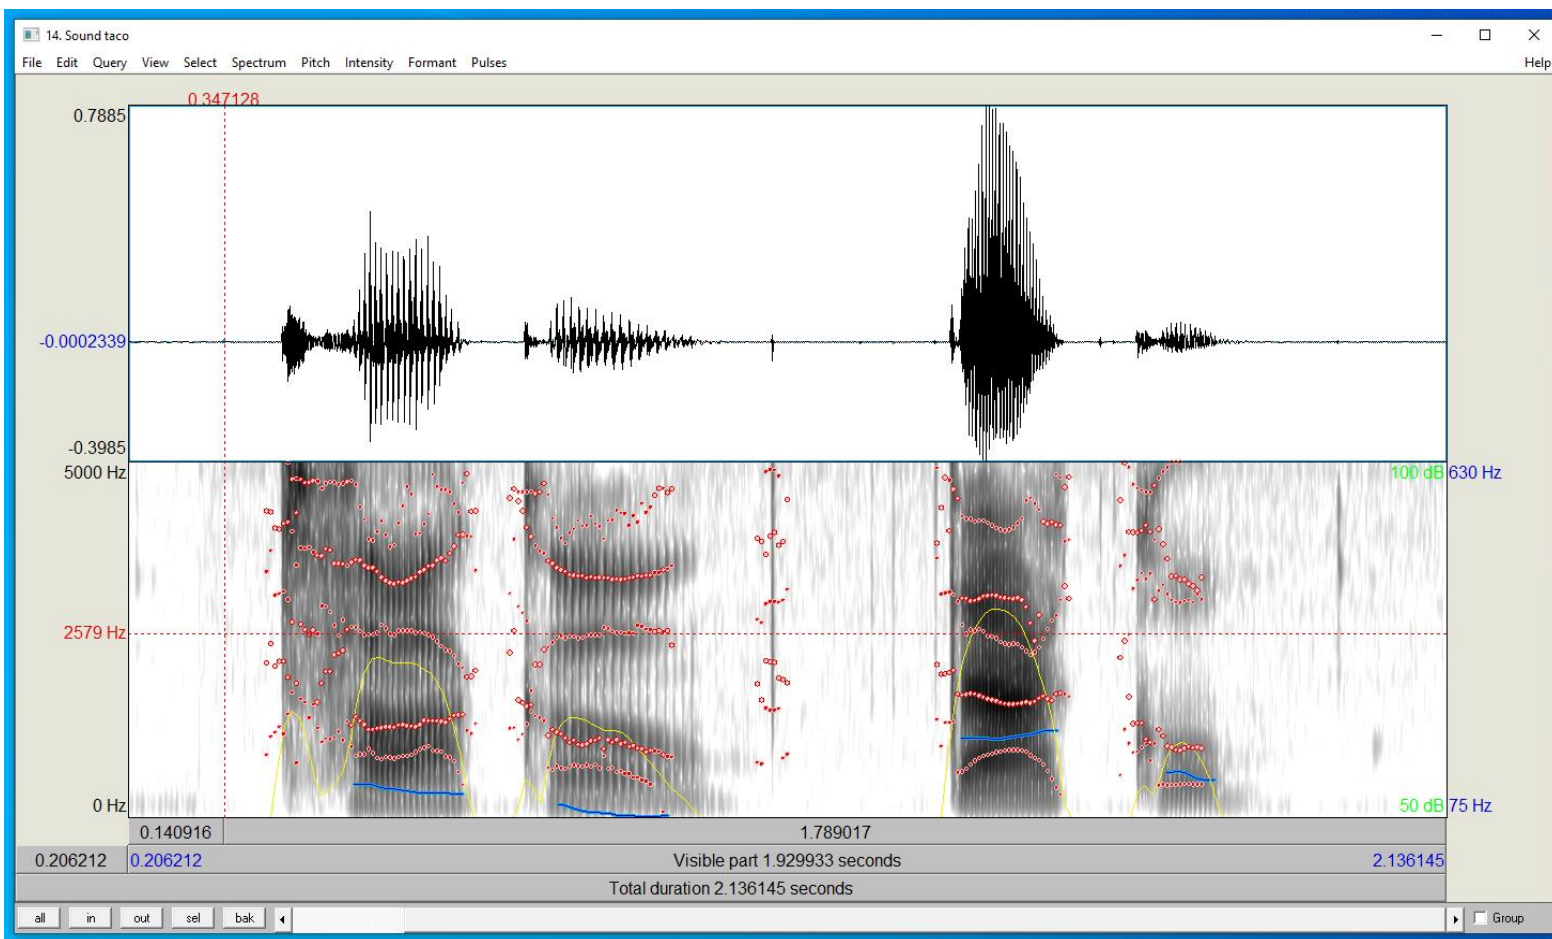 14. Sound taco
File Edit Query View Select Spectrum Pitch Intensity Formant Pulses Help
0.347128
0.7885
-0.0002339
-0.3985
5000 Hz 100 dB 630 Hz
2579 Hz
0 Hz 50 dB 75 Hz
0.140916 1.789017
0.206212 0.206212 Visible part 1.929933 seconds 2.136145
Total duration 2.136145 seconds
all in out sel bak Group